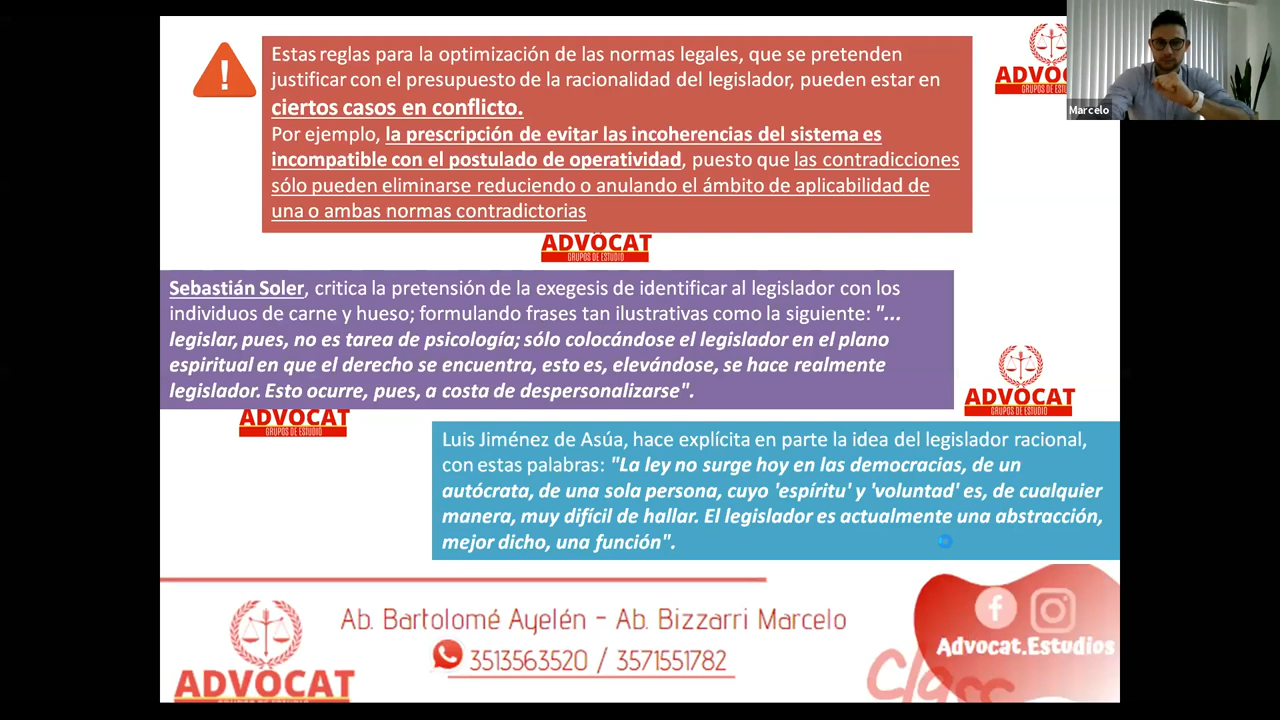 Estas reglas para la optimización de las normas legales, que se pretenden
justificar con el presupuesto de la racionalidad del legislador, pueden estar en
ciertos casos en conflicto.
Por ejemplo, la prescripción de evitar las incoherencias del sistema es
incompatible con el postulado de operatividad, puesto que las contradicciones
sólo pueden eliminarse reduciendo o anulando el ámbito de aplicabilidad de
una o ambas normas contradictorias
ADVOCAT
GRUPOS DE ESTUDIO
Marcelo
ADVOCAT
GRUPOS DE ESTUDIO
Sebastián Soler, critica la pretensión de la exegesis de identificar al legislador con los
individuos de carne y hueso; formulando frases tan ilustrativas como la siguiente: "...
legislar, pues, no es tarea de psicología; sólo colocándose el legislador en el plano
espiritual en que el derecho se encuentra, esto es, elevándose, se hace realmente
legislador. Esto ocurre, pues, a costa de despersonalizarse".
ADVOCAT
GRUPOS DE ESTUDIO
ADVOCAT
GRUPOS DE ESTUDIO
Luis Jiménez de Asúa, hace explícita en parte la idea del legislador racional,
con estas palabras: "La ley no surge hoy en las democracias, de un
autócrata, de una sola persona, cuyo 'espíritu' y 'voluntad' es, de cualquier
manera, muy difícil de hallar. El legislador es actualmente una abstracción,
mejor dicho, una función".
Ab. Bartolomé Ayelén - Ab. Bizzarri Marcelo
3513563520 / 3571551782
ADVOCAT
Advocat.Estudios
Class